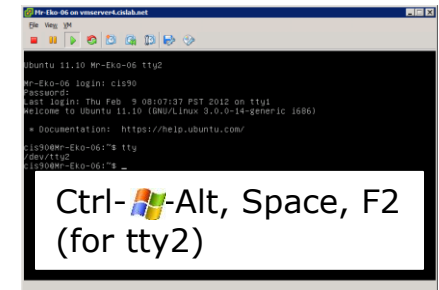 Mr-Eko-06 on vmserver4.cislab.net
File View VM
Ubuntu 11.10 Mr-Eko-06 tty2
Mr-Eko-06 login: cis90
Password:
Last login: Thu Feb  9 08:07:37 PST 2012 on tty1
Welcome to Ubuntu 11.10 (GNU/Linux 3.0.0-14-generic i686)
* Documentation:  https://help.ubuntu.com/
cis90@Mr-Eko-06:~$ tty
/dev/tty2
cis90@Mr-Eko-06:~$ _
Ctrl- -Alt, Space, F2
(for tty2)